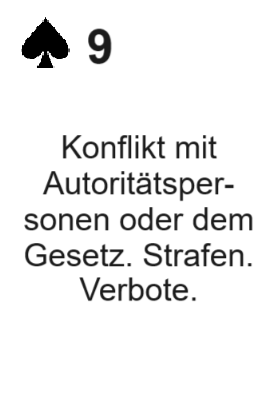 ♠ 9
Konflikt mit
Autoritätsper-
sonen oder dem
Gesetz. Strafen.
Verbote.